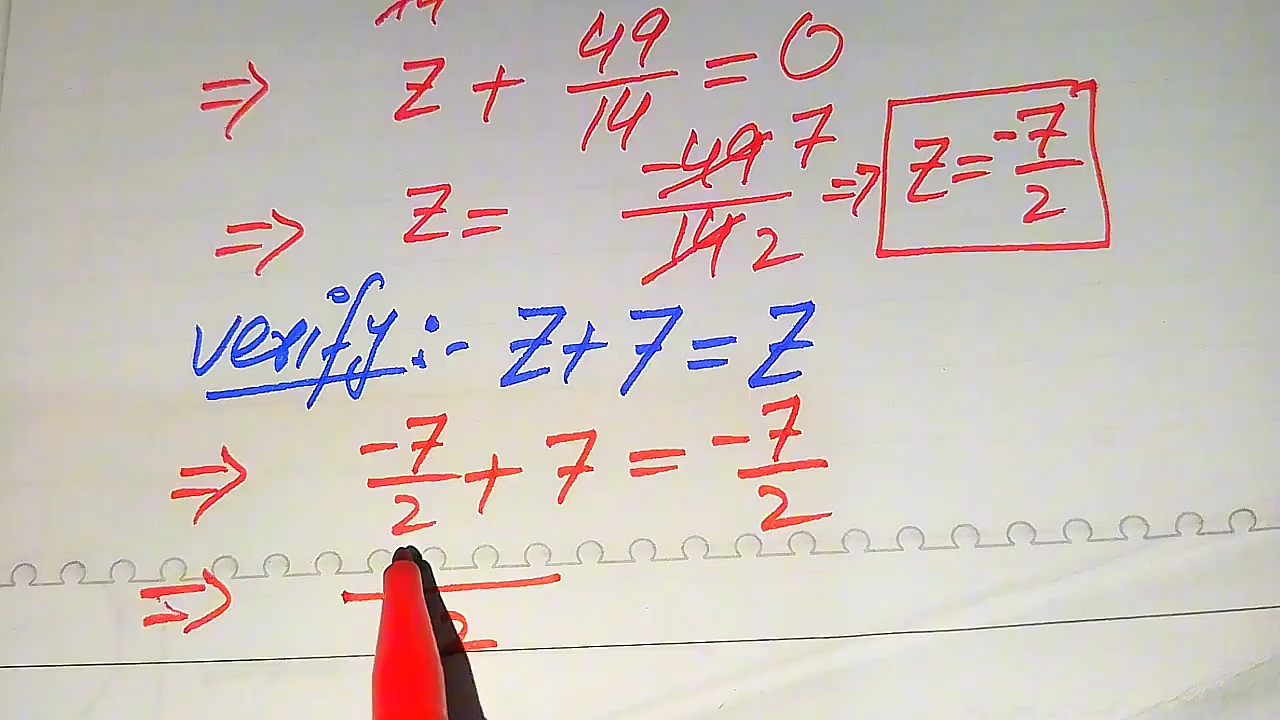 ⇒ z + 49/14 = 0
⇒ z = -49/14 7 2 ⇒ z = -7/2
verify :- z + 7 = z
⇒ -7/2 + 7 = -7/2
⇒